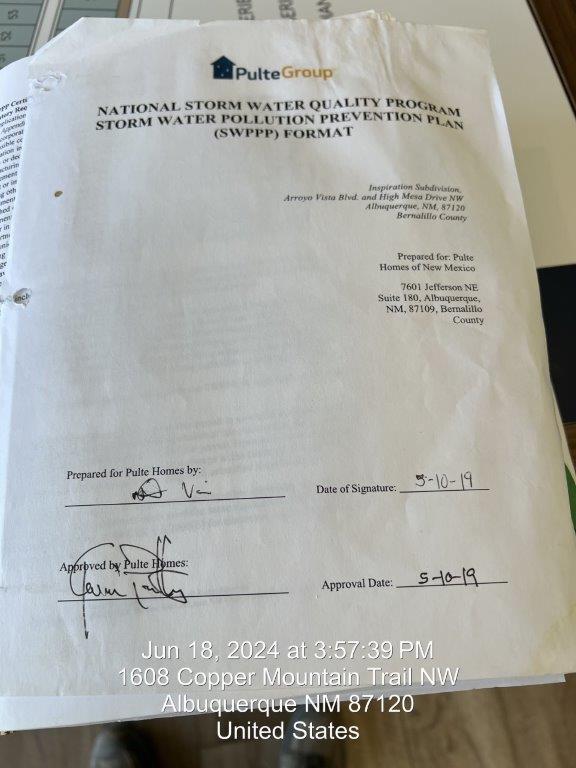 PulteGroup
NATIONAL STORM WATER QUALITY PROGRAM
STORM WATER POLLUTION PREVENTION PLAN
(SWPPP) FORMAT
Inspiration Subdivision,
Arroyo Vista Blvd. and High Mesa Drive NW
Albuquerque, NM, 87120
Bernalillo County
Prepared for: Pulte
Homes of New Mexico
7601 Jefferson NE
Suite 180, Albuquerque,
NM, 87109, Bernalillo
County
Prepared for Pulte Homes by:
Date of Signature: 5-10-19
Approved by Pulte Homes:
Approval Date: 5-10-19
Jun 18, 2024 at 3:57:39 PM
1608 Copper Mountain Trail NW
Albuquerque NM 87120
United States